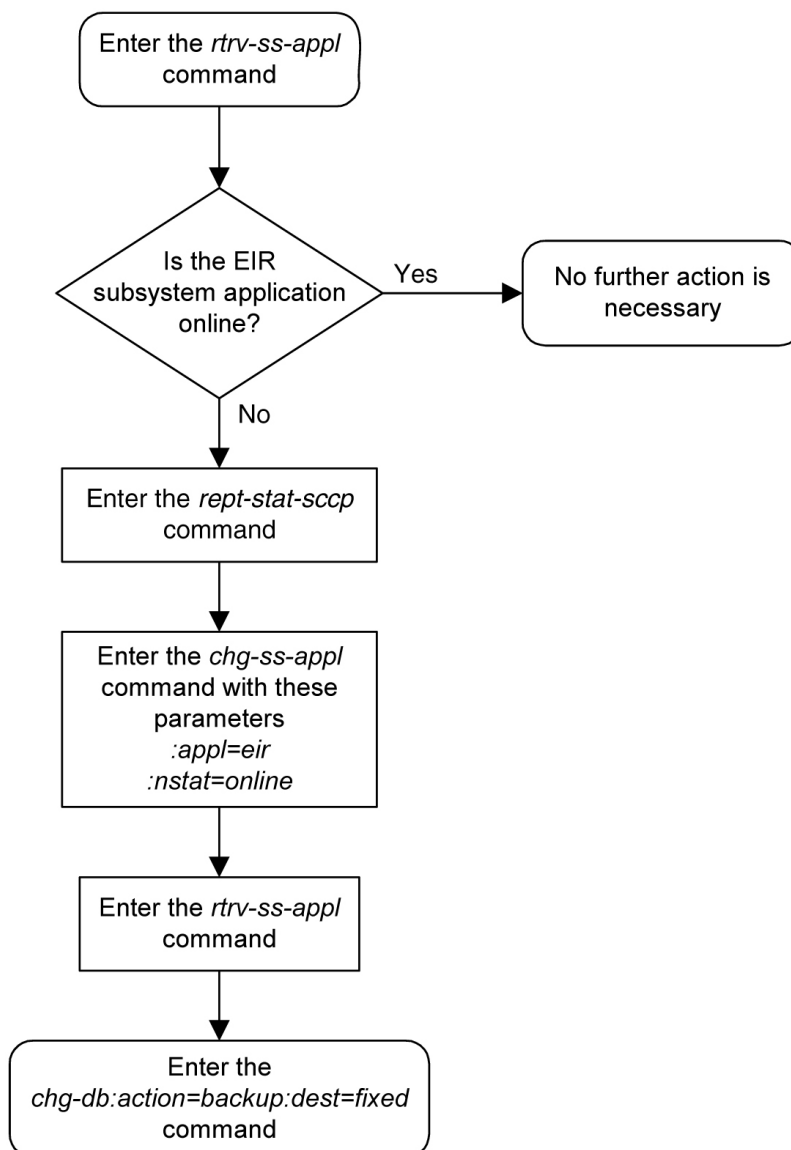 Enter the rtrv-ss-appl
command
Is the EIR
subsystem application
online?
Yes
No further action is
necessary
No
Enter the rept-stat-sccp
command
Enter the chg-ss-appl
command with these
parameters
:appl=eir
:nstat=online
Enter the rtrv-ss-appl
command
Enter the
chg-db:action=backup:dest=fixed
command